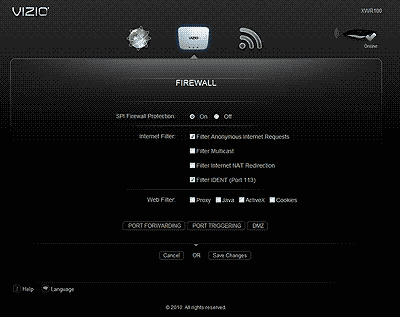 VIZIO
XWR100
VIZIO
Online
FIREWALL
SPI Firewall Protection: On Off
Internet Filter: Filter Anonymous Internet Requests
Filter Multicast
Filter Internet NAT Redirection
Filter IDENT (Port 113)
Web Filter: Proxy Java ActiveX Cookies
PORT FORWARDING PORT TRIGGERING DMZ
Cancel OR Save Changes
? Help Language
© 2010. All rights reserved.